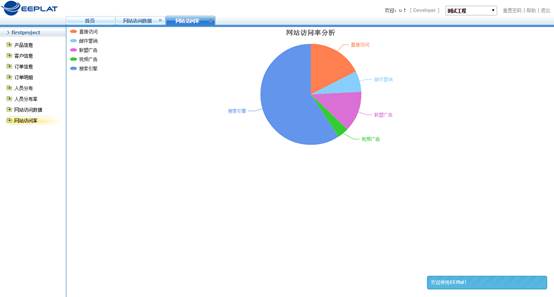 EEPLAT
欢迎: u f [ Developer ]
测试工程
重置密码 | 帮助 | 退出
首页
网站访问数据
网站访问率
firstproject
产品信息
客户信息
订单信息
订单明细
人员分布
人员分布率
网站访问数据
网站访问率
直接访问
邮件营销
联盟广告
视频广告
搜索引擎
网站访问率分析
直接访问
邮件营销
联盟广告
视频广告
搜索引擎
欢迎使用EEPlat!